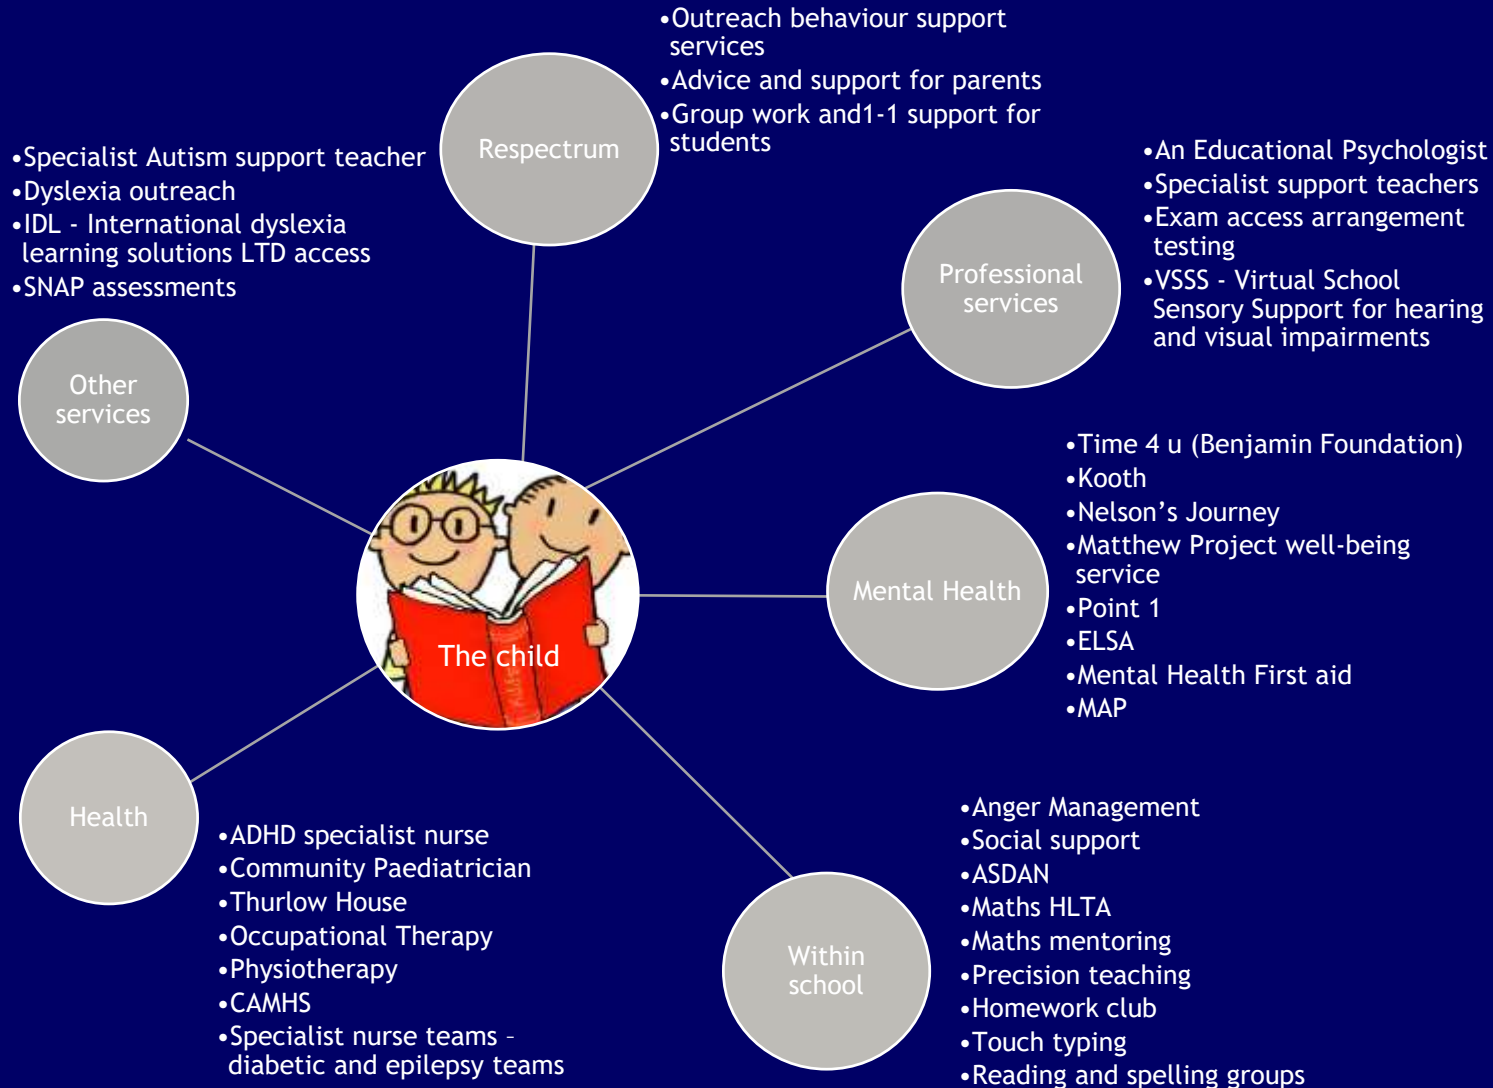 •Outreach behaviour support
services
•Advice and support for parents
•Group work and1-1 support for
students
Respectrum
•Specialist Autism support teacher
•Dyslexia outreach
•IDL - International dyslexia
learning solutions LTD access
•SNAP assessments
Other
services
•An Educational Psychologist
•Specialist support teachers
•Exam access arrangement
testing
•VSSS - Virtual School
Sensory Support for hearing
and visual impairments
Professional
services
•Time 4 u (Benjamin Foundation)
•Kooth
•Nelson’s Journey
•Matthew Project well-being
service
•Point 1
•ELSA
•Mental Health First aid
•MAP
Mental Health
The child
Health
•ADHD specialist nurse
•Community Paediatrician
•Thurlow House
•Occupational Therapy
•Physiotherapy
•CAMHS
•Specialist nurse teams –
diabetic and epilepsy teams
Within
school
•Anger Management
•Social support
•ASDAN
•Maths HLTA
•Maths mentoring
•Precision teaching
•Homework club
•Touch typing
•Reading and spelling groups